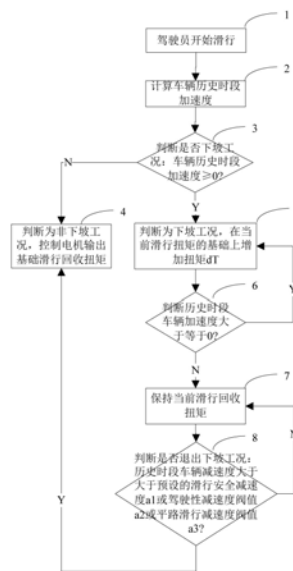 1
驾驶员开始滑行
2
计算车辆历史时段
加速度
3
判断是否下坡工
况：车辆历史时段
加速度≥0?
N
Y
4
判断为非下坡工
况，控制电机输出
基础滑行回收扭矩
判断为下坡工况，在当
前滑行扭矩的基础上增
加扭矩dT
6
判断历史时段
车辆加速度大
于等于0?
Y
N
7
保持当前滑行回收
扭矩
8
判断是否退出下坡工况：
历史时段车辆减速度大于
大于预设的滑行安全减速
度a1或驾驶性减速度阀值
a2或平路滑行减速度阀值
a3?
Y
N